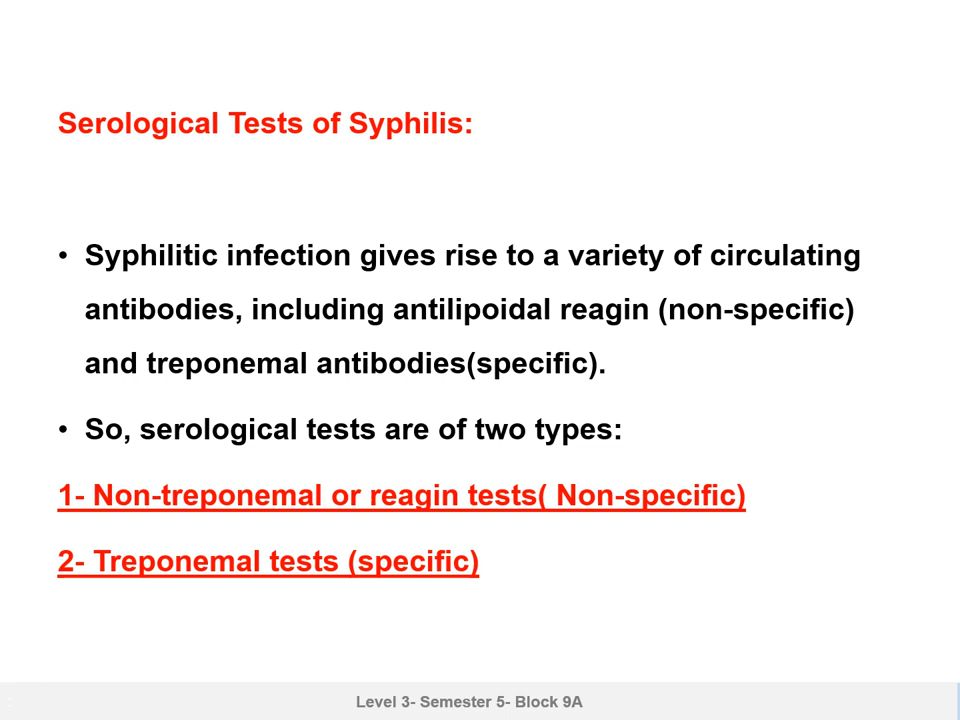 Serological Tests of Syphilis:
• Syphilitic infection gives rise to a variety of circulating
antibodies, including antilipoidal reagin (non-specific)
and treponemal antibodies(specific).
• So, serological tests are of two types:
1- Non-treponemal or reagin tests( Non-specific)
2- Treponemal tests (specific)
Level 3- Semester 5- Block 9A